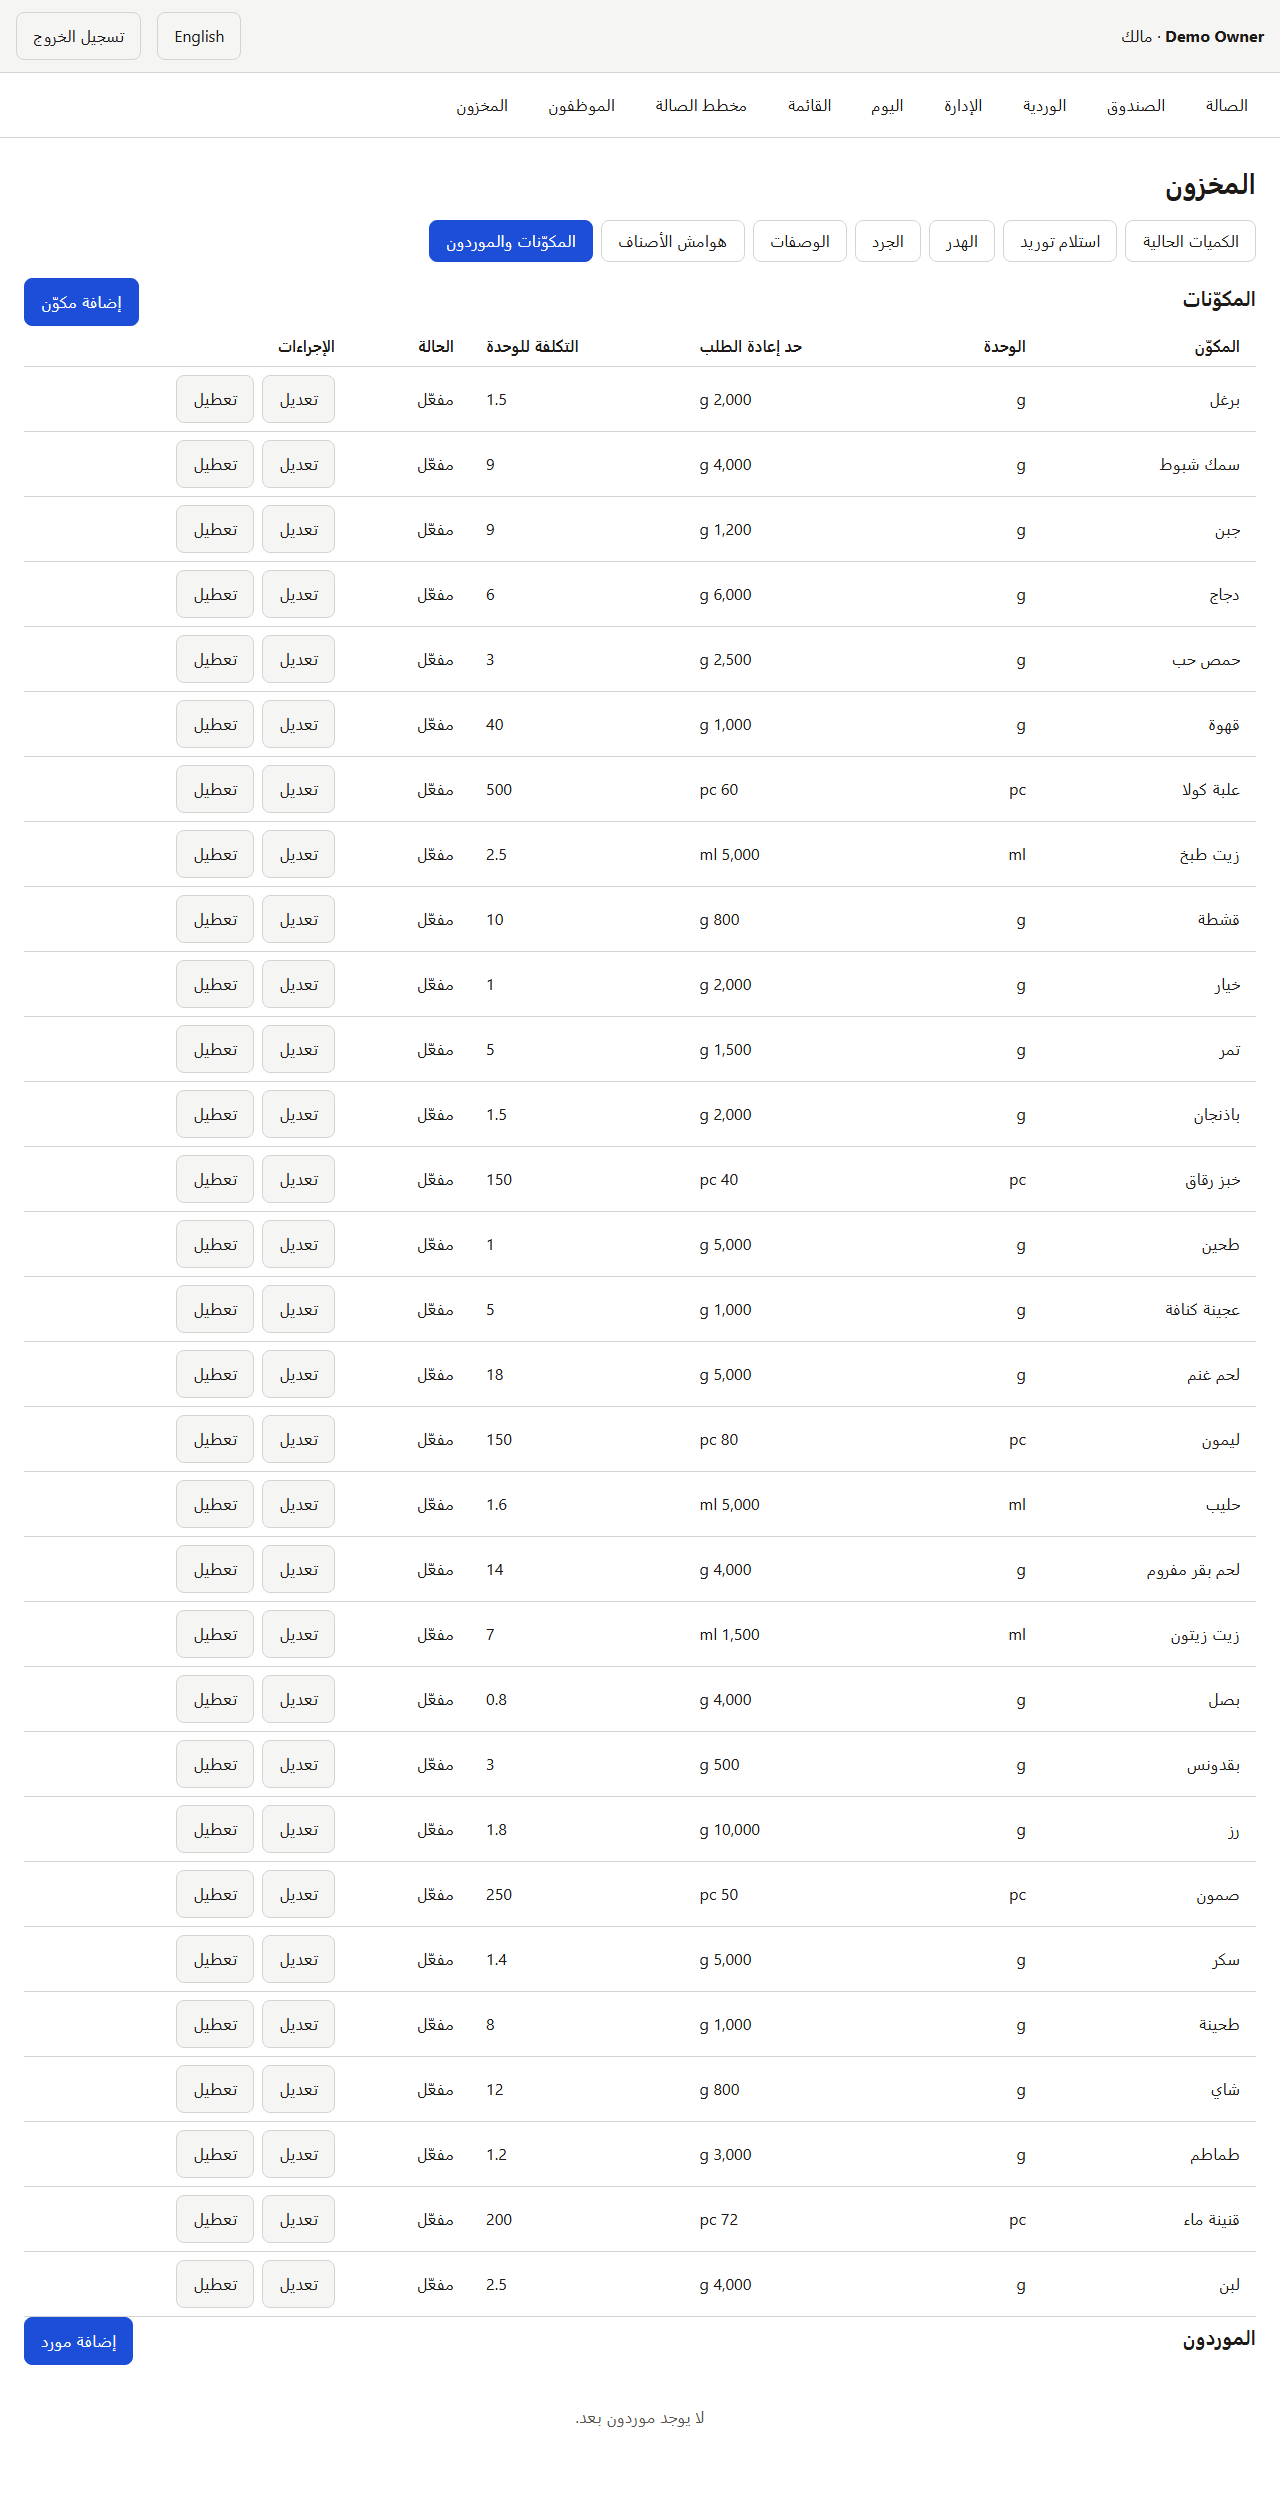 Demo Owner · مالك English تسجيل الخروج
الصالة الصندوق الوردية الإدارة اليوم القائمة مخطط الصالة الموظفون المخزون
المخزون
الكميات الحالية استلام توريد الهدر الجرد الوصفات هوامش الأصناف المكوّنات والموردون
المكوّنات إضافة مكوّن
المكوّن الوحدة حد إعادة الطلب التكلفة للوحدة الحالة الإجراءات
برغل g 2,000 g 1.5 مفعّل تعديل تعطيل
سمك شبوط g 4,000 g 9 مفعّل تعديل تعطيل
جبن g 1,200 g 9 مفعّل تعديل تعطيل
دجاج g 6,000 g 6 مفعّل تعديل تعطيل
حمص حب g 2,500 g 3 مفعّل تعديل تعطيل
قهوة g 1,000 g 40 مفعّل تعديل تعطيل
علبة كولا pc 60 pc 500 مفعّل تعديل تعطيل
زيت طبخ ml 5,000 ml 2.5 مفعّل تعديل تعطيل
قشطة g 800 g 10 مفعّل تعديل تعطيل
خيار g 2,000 g 1 مفعّل تعديل تعطيل
تمر g 1,500 g 5 مفعّل تعديل تعطيل
باذنجان g 2,000 g 1.5 مفعّل تعديل تعطيل
خبز رقاق pc 40 pc 150 مفعّل تعديل تعطيل
طحين g 5,000 g 1 مفعّل تعديل تعطيل
عجينة كنافة g 1,000 g 5 مفعّل تعديل تعطيل
لحم غنم g 5,000 g 18 مفعّل تعديل تعطيل
ليمون pc 80 pc 150 مفعّل تعديل تعطيل
حليب ml 5,000 ml 1.6 مفعّل تعديل تعطيل
لحم بقر مفروم g 4,000 g 14 مفعّل تعديل تعطيل
زيت زيتون ml 1,500 ml 7 مفعّل تعديل تعطيل
بصل g 4,000 g 0.8 مفعّل تعديل تعطيل
بقدونس g 500 g 3 مفعّل تعديل تعطيل
رز g 10,000 g 1.8 مفعّل تعديل تعطيل
صمون pc 50 pc 250 مفعّل تعديل تعطيل
سكر g 5,000 g 1.4 مفعّل تعديل تعطيل
طحينة g 1,000 g 8 مفعّل تعديل تعطيل
شاي g 800 g 12 مفعّل تعديل تعطيل
طماطم g 3,000 g 1.2 مفعّل تعديل تعطيل
قنينة ماء pc 72 pc 200 مفعّل تعديل تعطيل
لبن g 4,000 g 2.5 مفعّل تعديل تعطيل
الموردون إضافة مورد
لا يوجد موردون بعد.